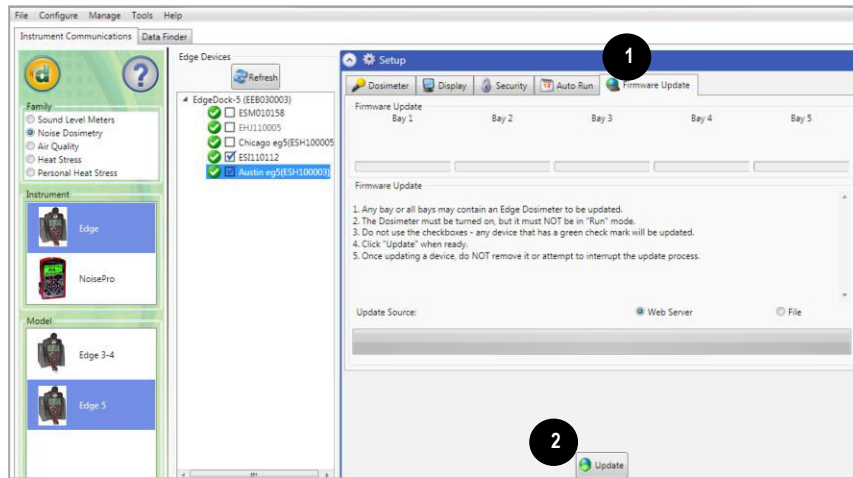 File Configure Manage Tools Help
Instrument Communications Data Finder
Family
Sound Level Meters
Noise Dosimetry
Air Quality
Heat Stress
Personal Heat Stress
Instrument
Edge
NoisePro
Model
Edge 3-4
Edge 5
Edge Devices
Refresh
EdgeDock-5 (EEB030003)
ESM010158
EHJ110005
Chicago eg5(ESH100005
ESI110112
Austin eg5(ESH100003)
Setup
1
Dosimeter Display Security Auto Run Firmware Update
Firmware Update
Bay 1 Bay 2 Bay 3 Bay 4 Bay 5
Firmware Update
1. Any bay or all bays may contain an Edge Dosimeter to be updated.
2. The Dosimeter must be turned on, but it must NOT be in "Run" mode.
3. Do not use the checkboxes - any device that has a green check mark will be updated.
4. Click "Update" when ready.
5. Once updating a device, do NOT remove it or attempt to interrupt the update process.
Update Source: Web Server File
2
Update